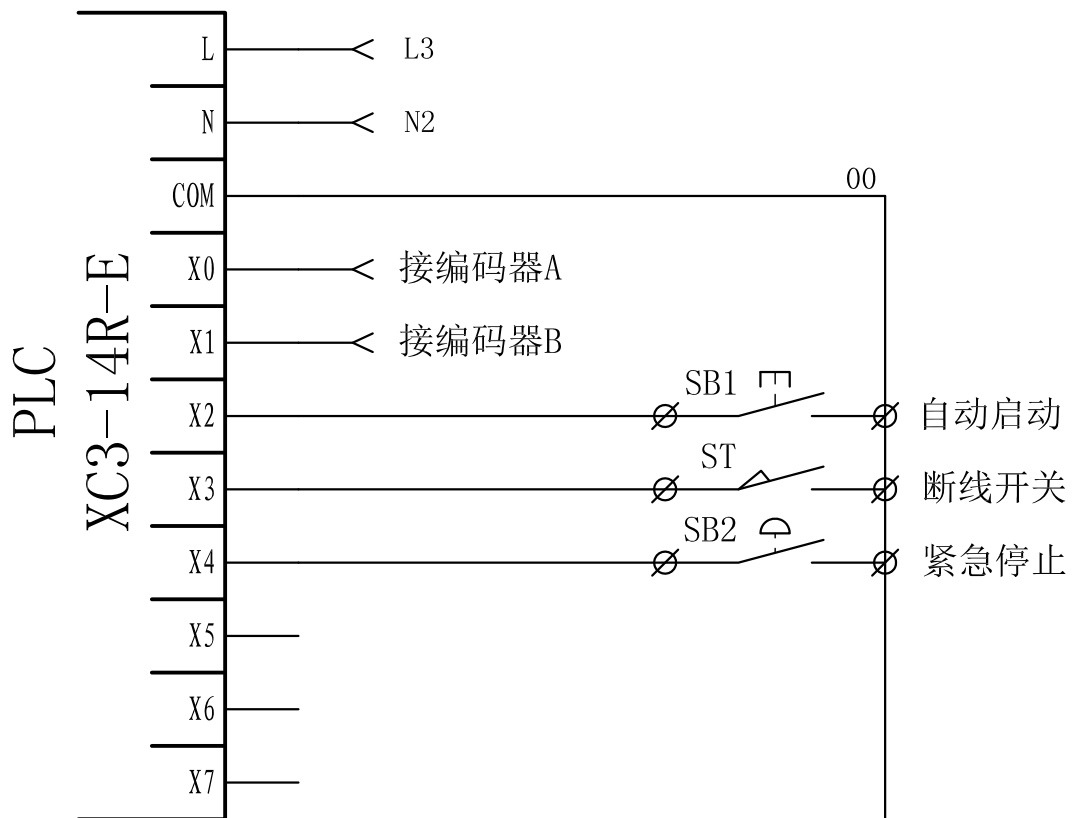 PLC
XC3-14R-E
L L3
N N2
COM 00
X0 接编码器A
X1 接编码器B
X2 SB1 自动启动
X3 ST 断线开关
X4 SB2 紧急停止
X5
X6
X7